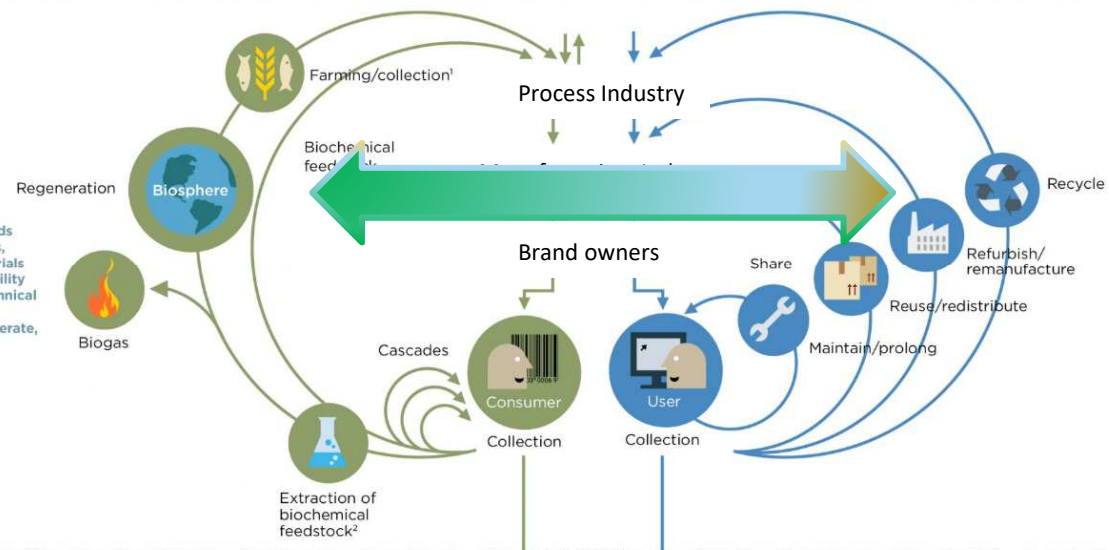 Farming/collection¹
Process Industry
Biochemical
Regeneration
Biosphere
Recycle
Brand owners
Share
Refurbish/
remanufacture
Reuse/redistribute
Biogas
Cascades
Maintain/prolong
Consumer
User
Collection
Collection
Extraction of
biochemical
feedstock²